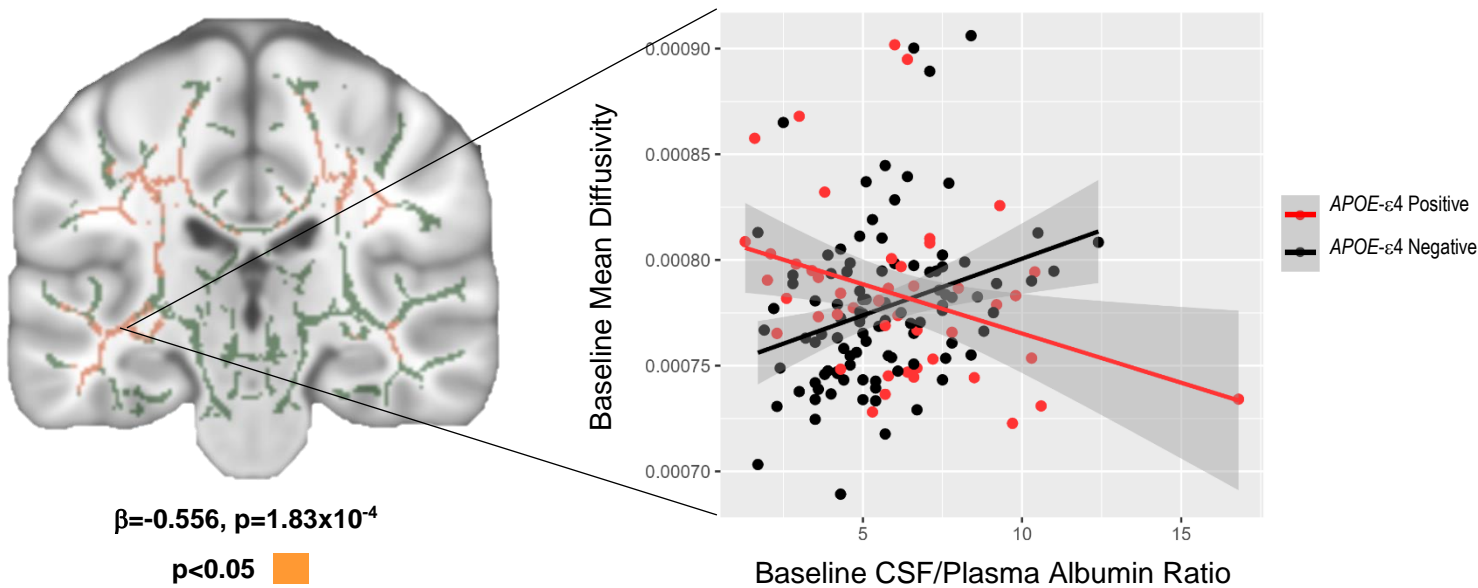 β=-0.556, p=1.83x10-4
p<0.05
Baseline Mean Diffusivity
0.00090
0.00085
0.00080
0.00075
0.00070
5
10
15
Baseline CSF/Plasma Albumin Ratio
APOE-ε4 Positive
APOE-ε4 Negative